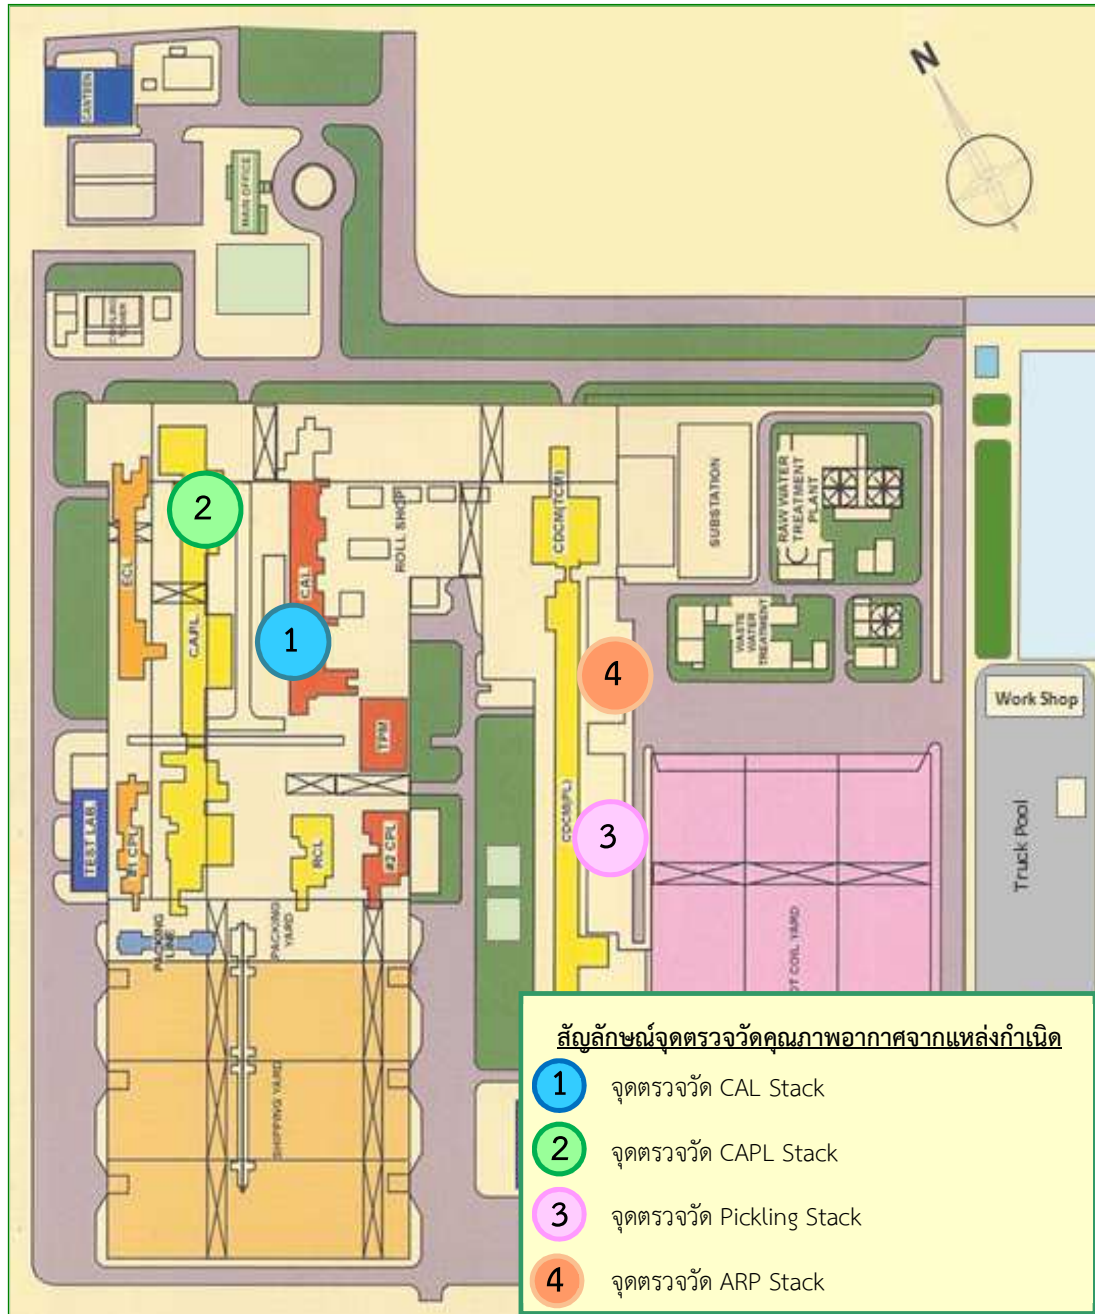 N
CANTEEN
MAIN OFFICE
COOLING
TOWER
2
ECL
CAPL
1
CAL
ROLL SHOP
CDCM(TCM)
SUBSTATION
RAW WATER
TREATMENT
PLANT
WASTE
WATER
TREATMENT
4
Work Shop
TPM
TEST LAB.
#1 CPL
RCL
#2 CPL
CDCM(PL)
3
Truck Pool
PACKING
LINE
PACKING
YARD
OT COIL YARD
SHIPPING YARD
สัญลักษณ์จุดตรวจวัดคุณภาพอากาศจากแหล่งกำเนิด
1 จุดตรวจวัด CAL Stack
2 จุดตรวจวัด CAPL Stack
3 จุดตรวจวัด Pickling Stack
4 จุดตรวจวัด ARP Stack